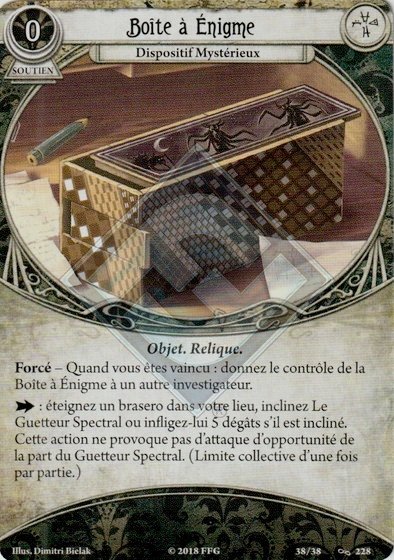 0
Boîte à Énigme
Dispositif Mystérieux
SOUTIEN
Objet. Relique.
Forcé – Quand vous êtes vaincu : donnez le contrôle de la
Boîte à Énigme à un autre investigateur.
: éteignez un brasero dans votre lieu, inclinez Le
Guetteur Spectral ou infligez-lui 5 dégâts s'il est incliné.
Cette action ne provoque pas d'attaque d'opportunité de
la part du Guetteur Spectral. (Limite collective d'une fois
par partie.)
Illus. Dimitri Bielak © 2018 FFG 38/38 228